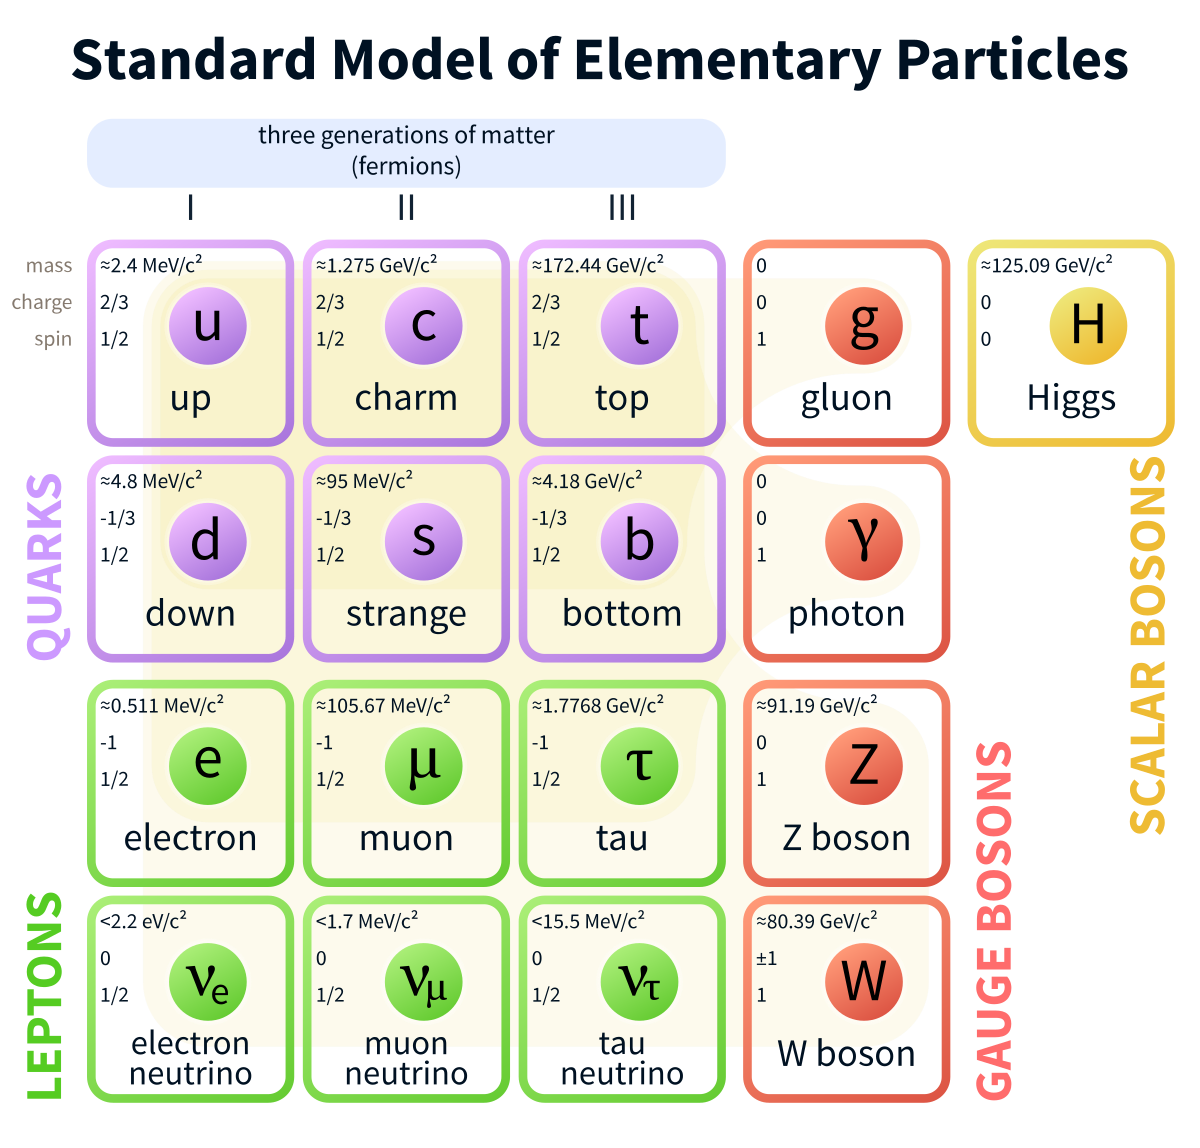 Standard Model of Elementary Particles
three generations of matter
(fermions)
I II III
mass
charge
spin
≈2.4 MeV/c²
2/3
1/2
u
up
≈1.275 GeV/c²
2/3
1/2
c
charm
≈172.44 GeV/c²
2/3
1/2
t
top
0
0
1
g
gluon
≈125.09 GeV/c²
0
0
H
Higgs
QUARKS
≈4.8 MeV/c²
-1/3
1/2
d
down
≈95 MeV/c²
-1/3
1/2
s
strange
≈4.18 GeV/c²
-1/3
1/2
b
bottom
0
0
1
γ
photon
SCALAR BOSONS
≈0.511 MeV/c²
-1
1/2
e
electron
≈105.67 MeV/c²
-1
1/2
μ
muon
≈1.7768 GeV/c²
-1
1/2
τ
tau
≈91.19 GeV/c²
0
1
Z
Z boson
GAUGE BOSONS
LEPTONS
<2.2 eV/c²
0
1/2
νe
electron
neutrino
<1.7 MeV/c²
0
1/2
νμ
muon
neutrino
<15.5 MeV/c²
0
1/2
ντ
tau
neutrino
≈80.39 GeV/c²
±1
1
W
W boson